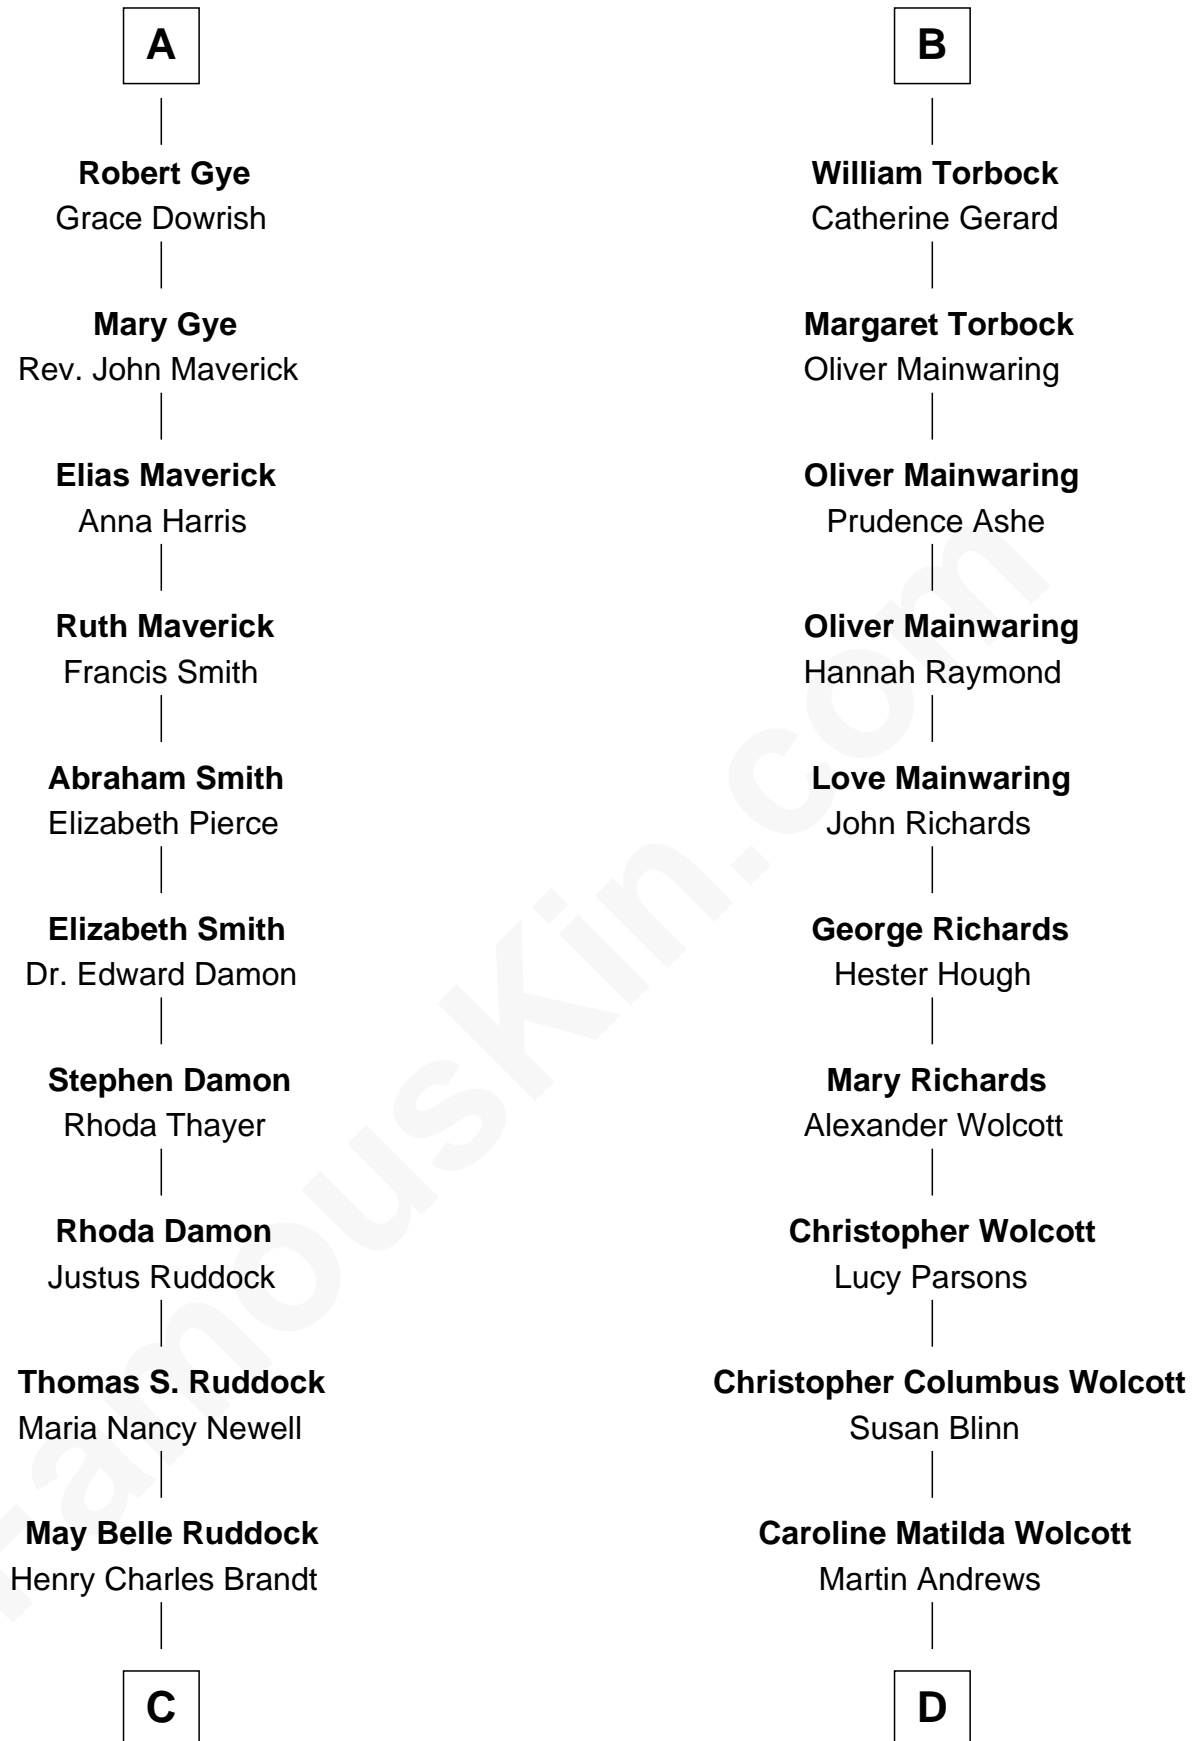 A
Robert Gye
Grace Dowrish
Mary Gye
Rev. John Maverick
Elias Maverick
Anna Harris
Ruth Maverick
Francis Smith
Abraham Smith
Elizabeth Pierce
Elizabeth Smith
Dr. Edward Damon
Stephen Damon
Rhoda Thayer
Rhoda Damon
Justus Ruddock
Thomas S. Ruddock
Maria Nancy Newell
May Belle Ruddock
Henry Charles Brandt
C
B
William Torbock
Catherine Gerard
Margaret Torbock
Oliver Mainwaring
Oliver Mainwaring
Prudence Ashe
Oliver Mainwaring
Hannah Raymond
Love Mainwaring
John Richards
George Richards
Hester Hough
Mary Richards
Alexander Wolcott
Christopher Wolcott
Lucy Parsons
Christopher Columbus Wolcott
Susan Blinn
Caroline Matilda Wolcott
Martin Andrews
D
FamousKin.com